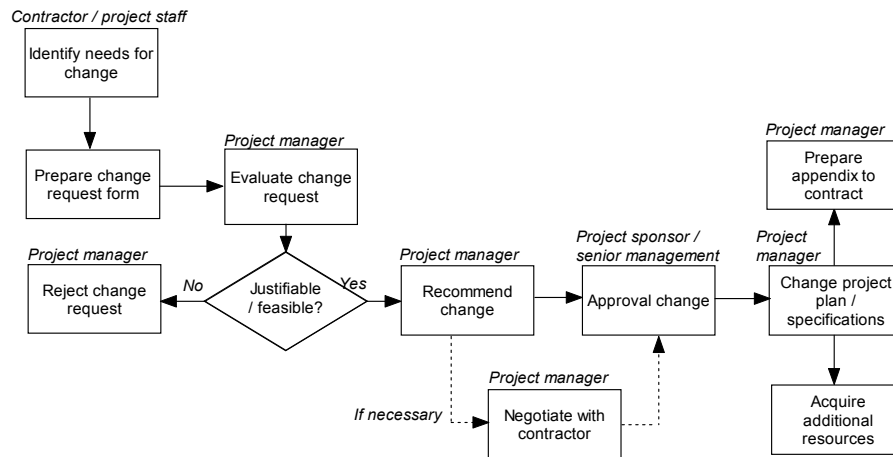 Contractor / project staff
Identify needs for
change
Project manager
Prepare change
request form
Evaluate change
request
Project manager
Reject change
request
No
Justifiable
/ feasible?
Yes
Project manager
Recommend
change
If necessary
Project manager
Negotiate with
contractor
Project sponsor /
senior management
Approval change
Project
manager
Change project
plan /
specifications
Project manager
Prepare
appendix to
contract
Acquire
additional
resources